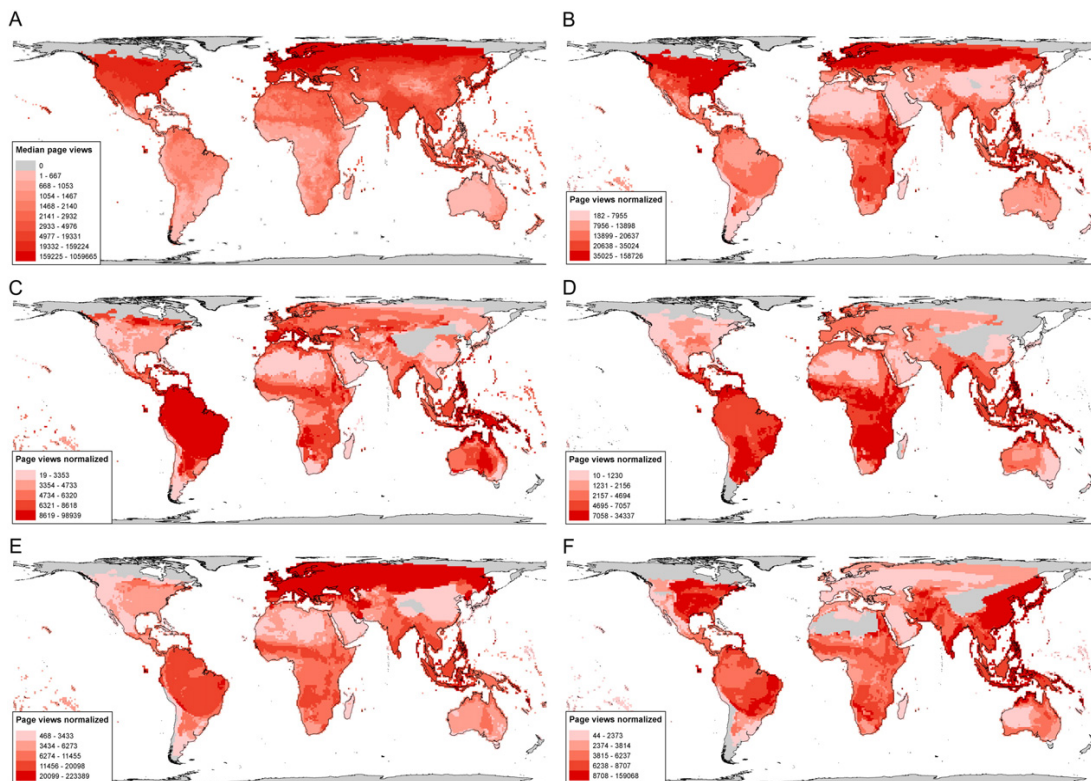 A
Median page views
0
1 - 667
668 - 1053
1054 - 1467
1468 - 2140
2141 - 2932
2933 - 4976
4977 - 19331
19332 - 159224
159225 - 1059665
B
Page views normalized
182 - 7955
7956 - 13898
13899 - 20637
20638 - 35024
35025 - 158726
C
Page views normalized
19 - 3353
3354 - 4733
4734 - 6320
6321 - 8618
8619 - 98939
D
Page views normalized
10 - 1230
1231 - 2156
2157 - 4694
4695 - 7057
7058 - 34337
E
Page views normalized
468 - 3433
3434 - 6273
6274 - 11455
11456 - 20098
20099 - 223389
F
Page views normalized
44 - 2373
2374 - 3814
3815 - 6237
6238 - 8707
8708 - 159068